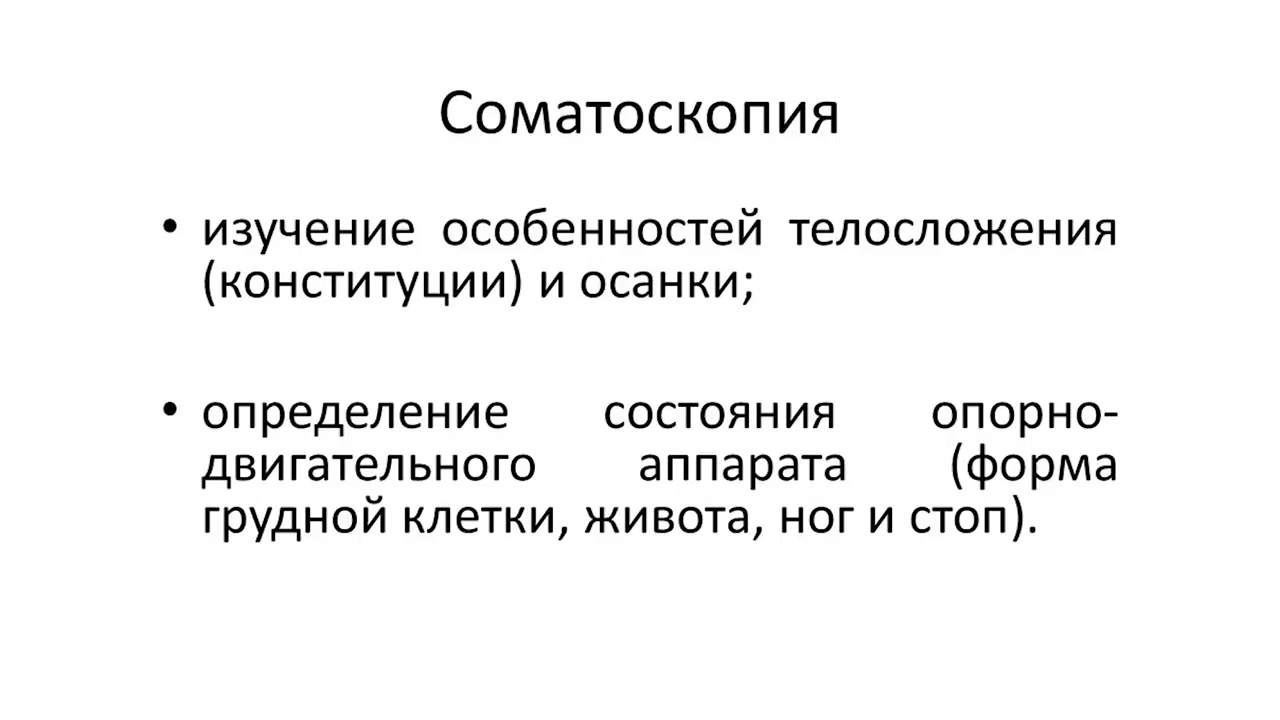 Соматоскопия
• изучение особенностей телосложения
(конституции) и осанки;
• определение состояния опорно-
двигательного аппарата (форма
грудной клетки, живота, ног и стоп).